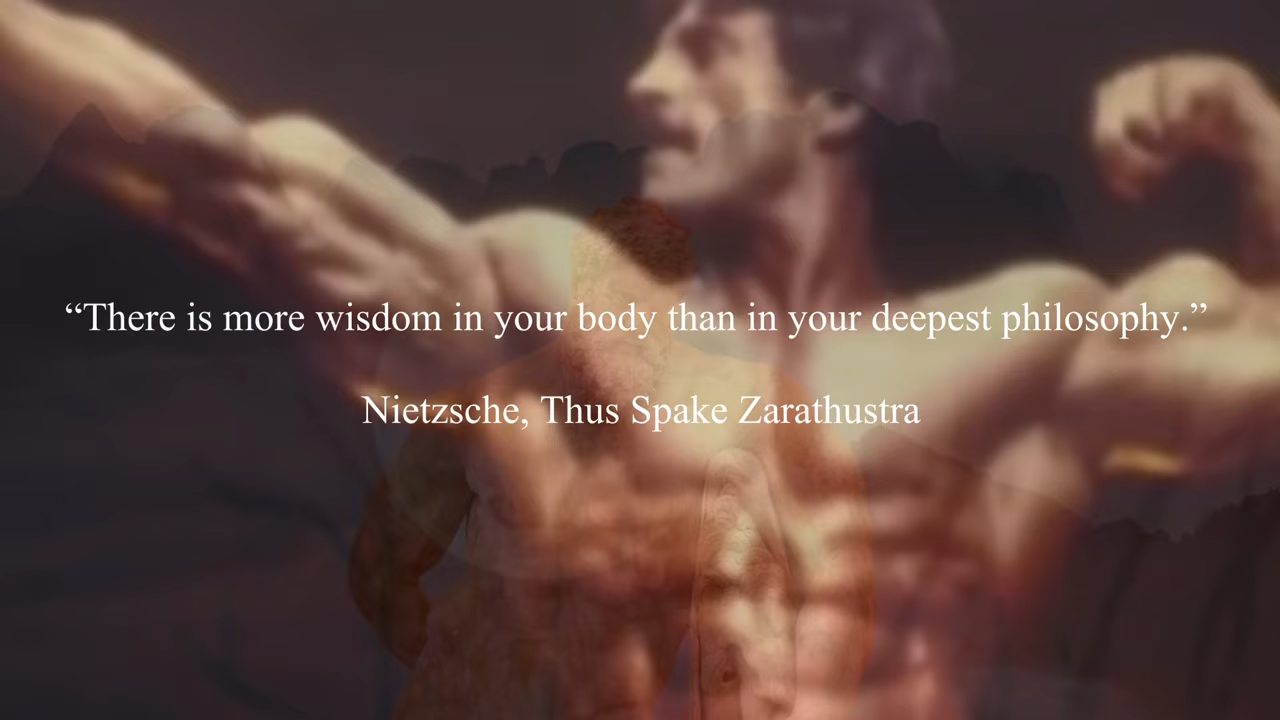 “There is more wisdom in your body than in your deepest philosophy.”
Nietzsche, Thus Spake Zarathustra